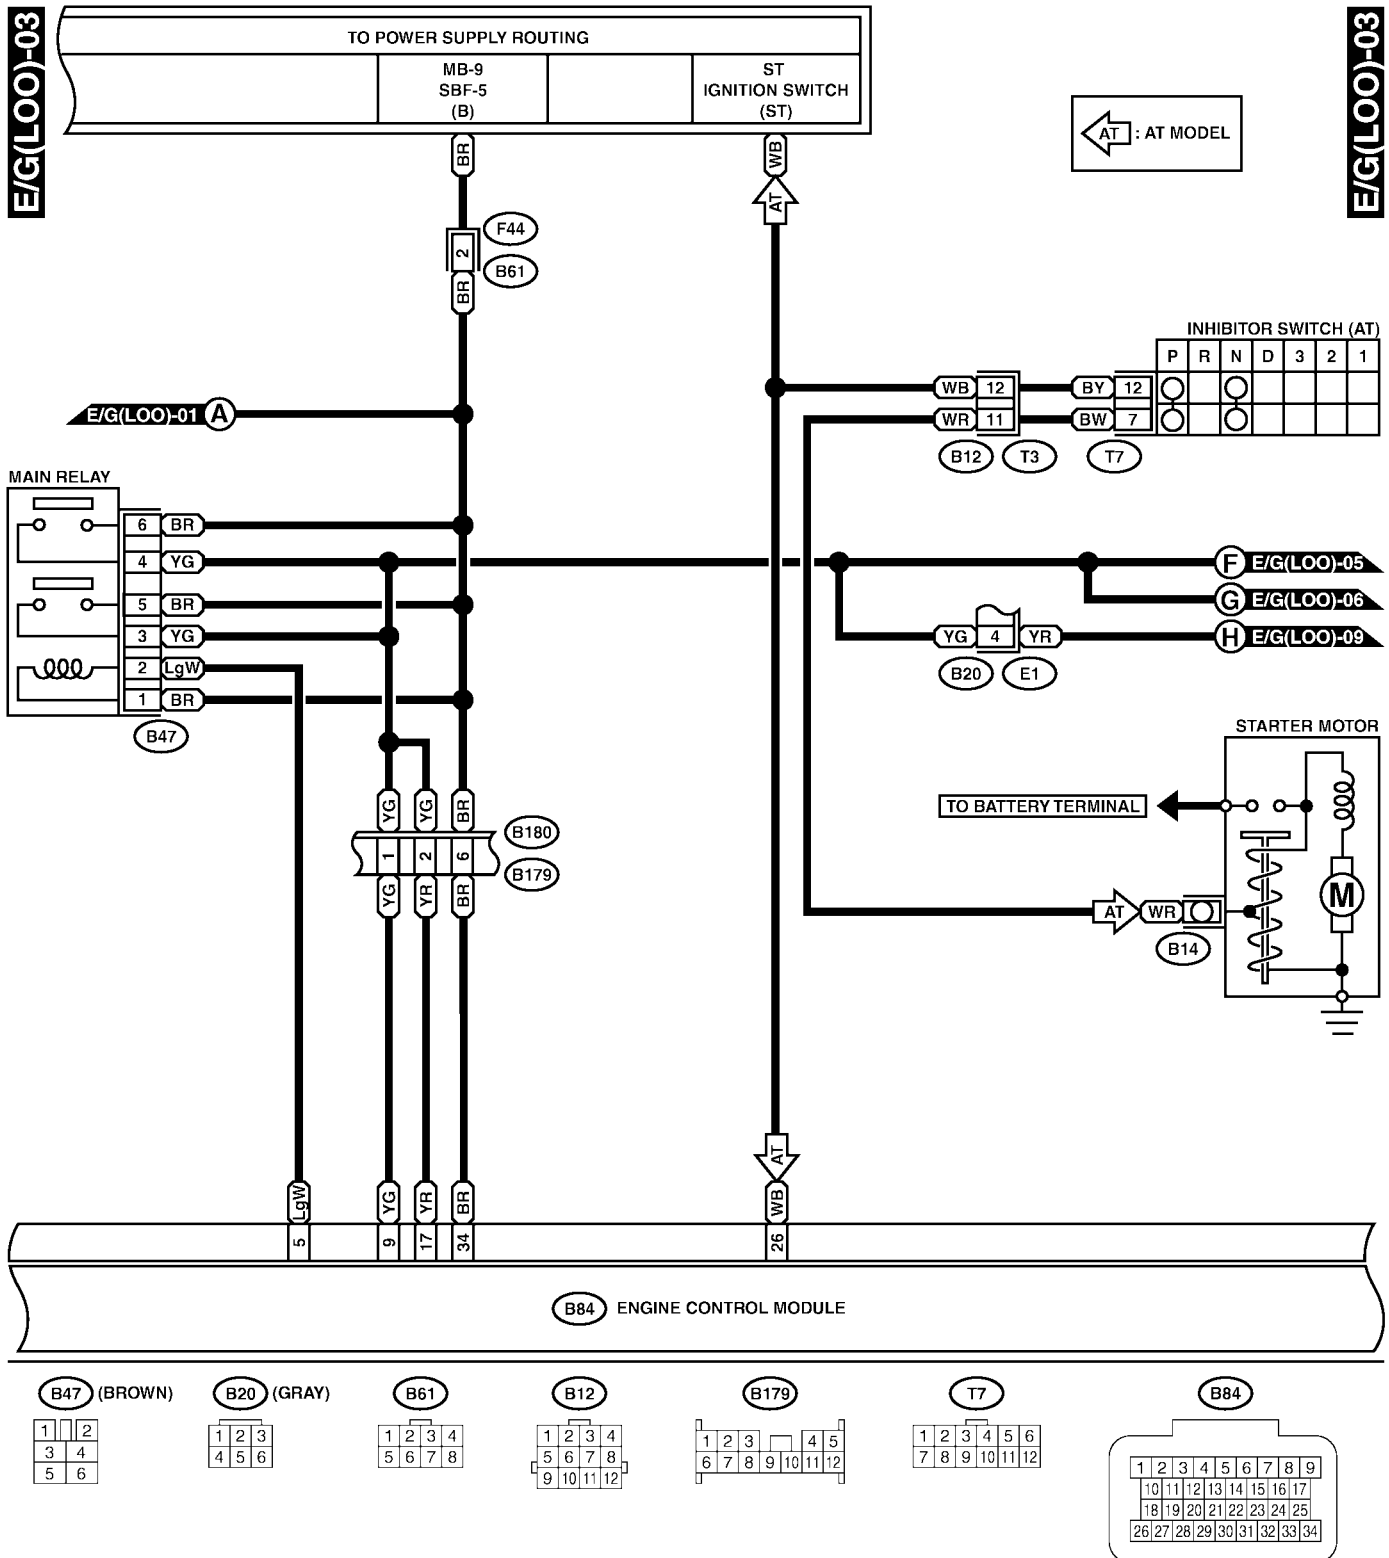 E/G(LOO)-03
E/G(LOO)-03
TO POWER SUPPLY ROUTING
MB-9
SBF-5
(B)
ST
IGNITION SWITCH
(ST)
AT : AT MODEL
BR
WB
AT
F44
2
B61
BR
INHIBITOR SWITCH (AT)
P R N D 3 2 1
WB 12 BY 12
WR 11 BW 7
B12 T3 T7
E/G(LOO)-01 A
MAIN RELAY
6 BR
4 YG
5 BR
3 YG
2 LgW
1 BR
B47
F E/G(LOO)-05
G E/G(LOO)-06
YG 4 YR H E/G(LOO)-09
B20 E1
STARTER MOTOR
TO BATTERY TERMINAL
M
AT WR
B14
YG YG BR
B180
1 2 6
B179
YG YR BR
AT
LgW YG YR BR WB
5 9 17 34 26
B84 ENGINE CONTROL MODULE
B47 (BROWN)
1 2
3 4
5 6
B20 (GRAY)
1 2 3
4 5 6
B61
1 2 3 4
5 6 7 8
B12
1 2 3 4
5 6 7 8
9 10 11 12
B179
1 2 3 4 5
6 7 8 9 10 11 12
T7
1 2 3 4 5 6
7 8 9 10 11 12
B84
1 2 3 4 5 6 7 8 9
10 11 12 13 14 15 16 17
18 19 20 21 22 23 24 25
26 27 28 29 30 31 32 33 34